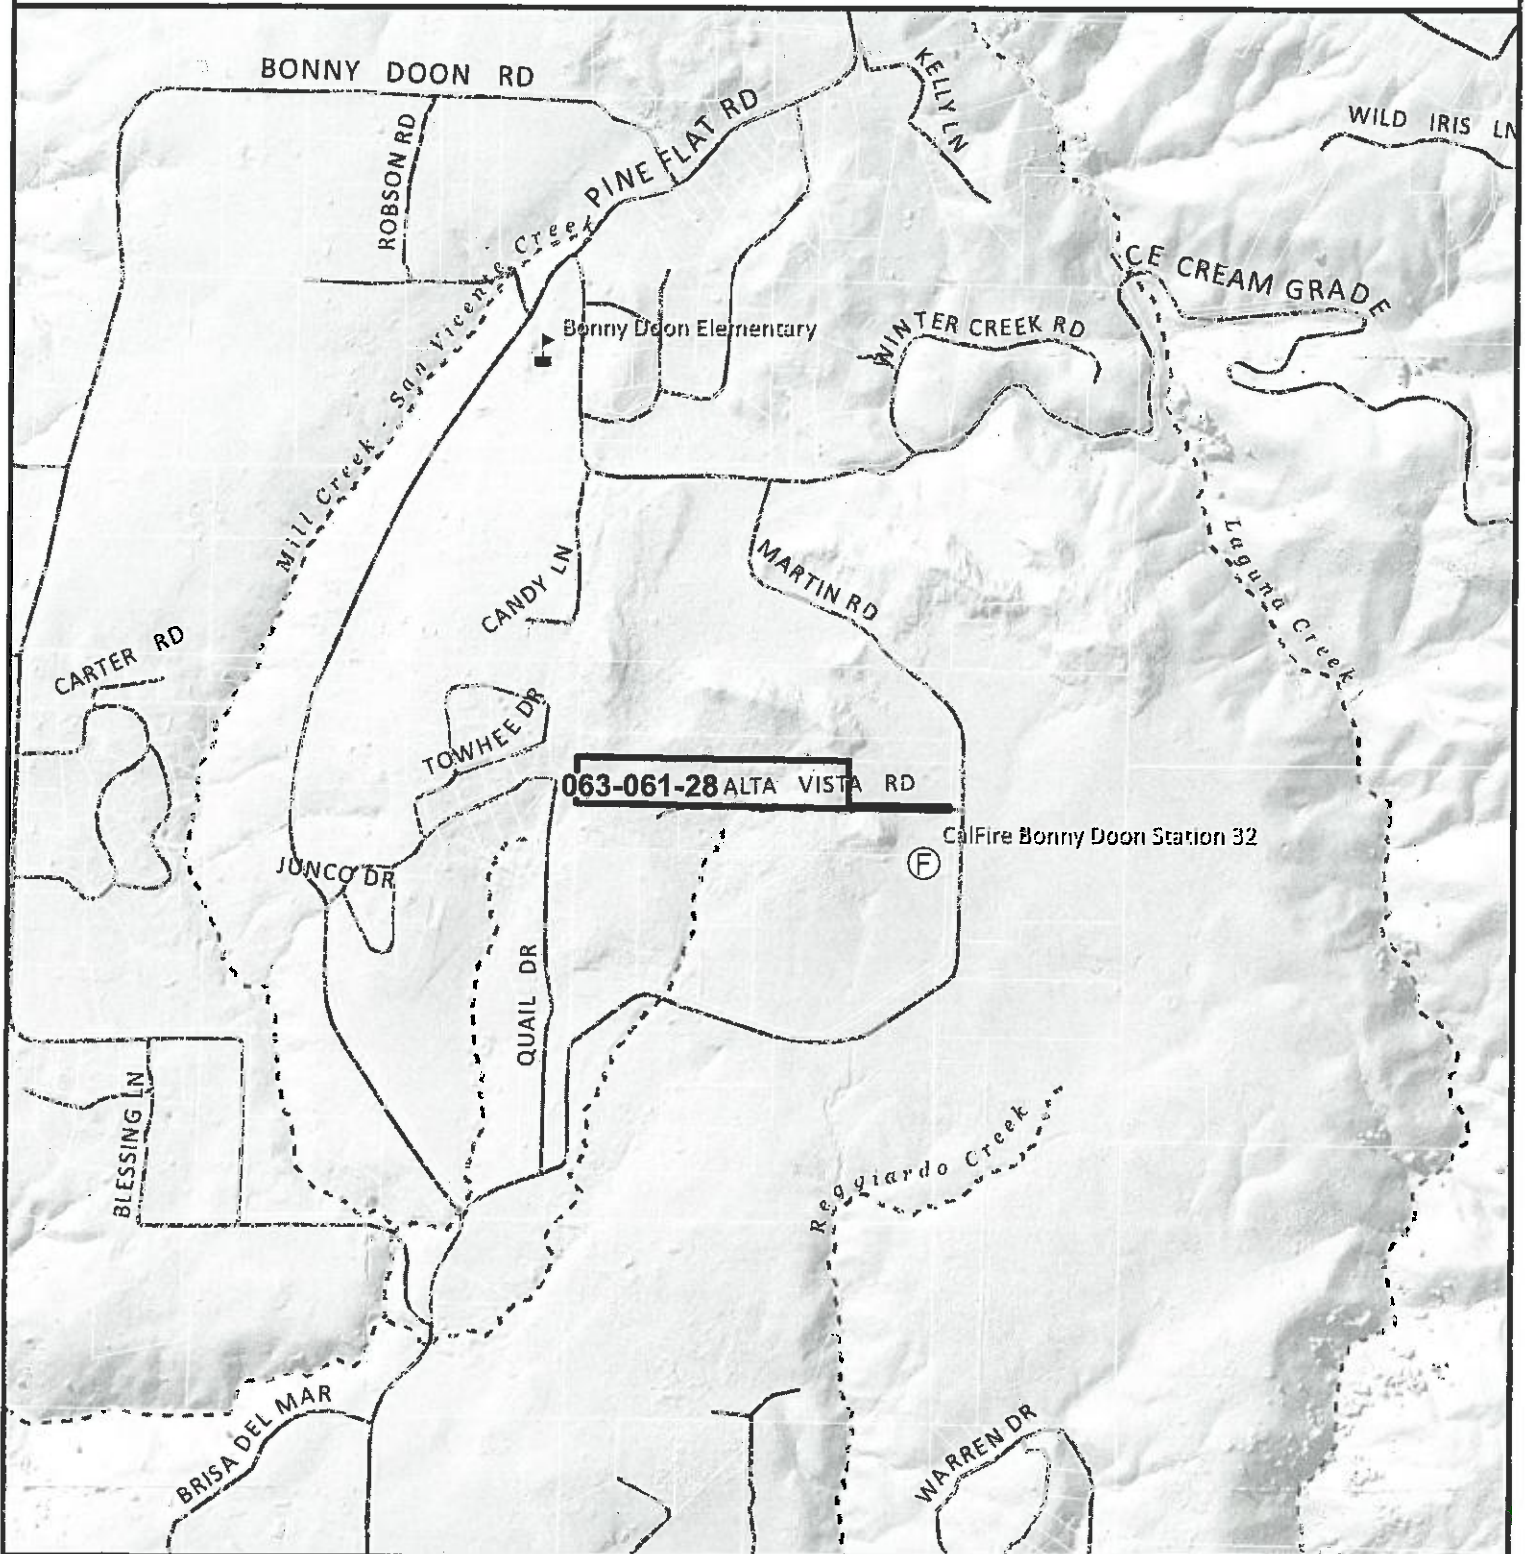 BONNY DOON RD
KELLY LN
WILD IRIS LN
ROBSON RD
PINE FLAT RD
CE CREAM GRADE
Bonny Doon Elementary
WINTER CREEK RD
Mill Creek - San Vicente Creek
Laguna Creek
CANDY LN
MARTIN RD
CARTER RD
TOWHEE DR
063-061-28
ALTA VISTA RD
CalFire Bonny Doon Station 32
F
JUNCO DR
QUAIL DR
BLESSING LN
Reggiardo Creek
BRISA DEL MAR
WARREN DR